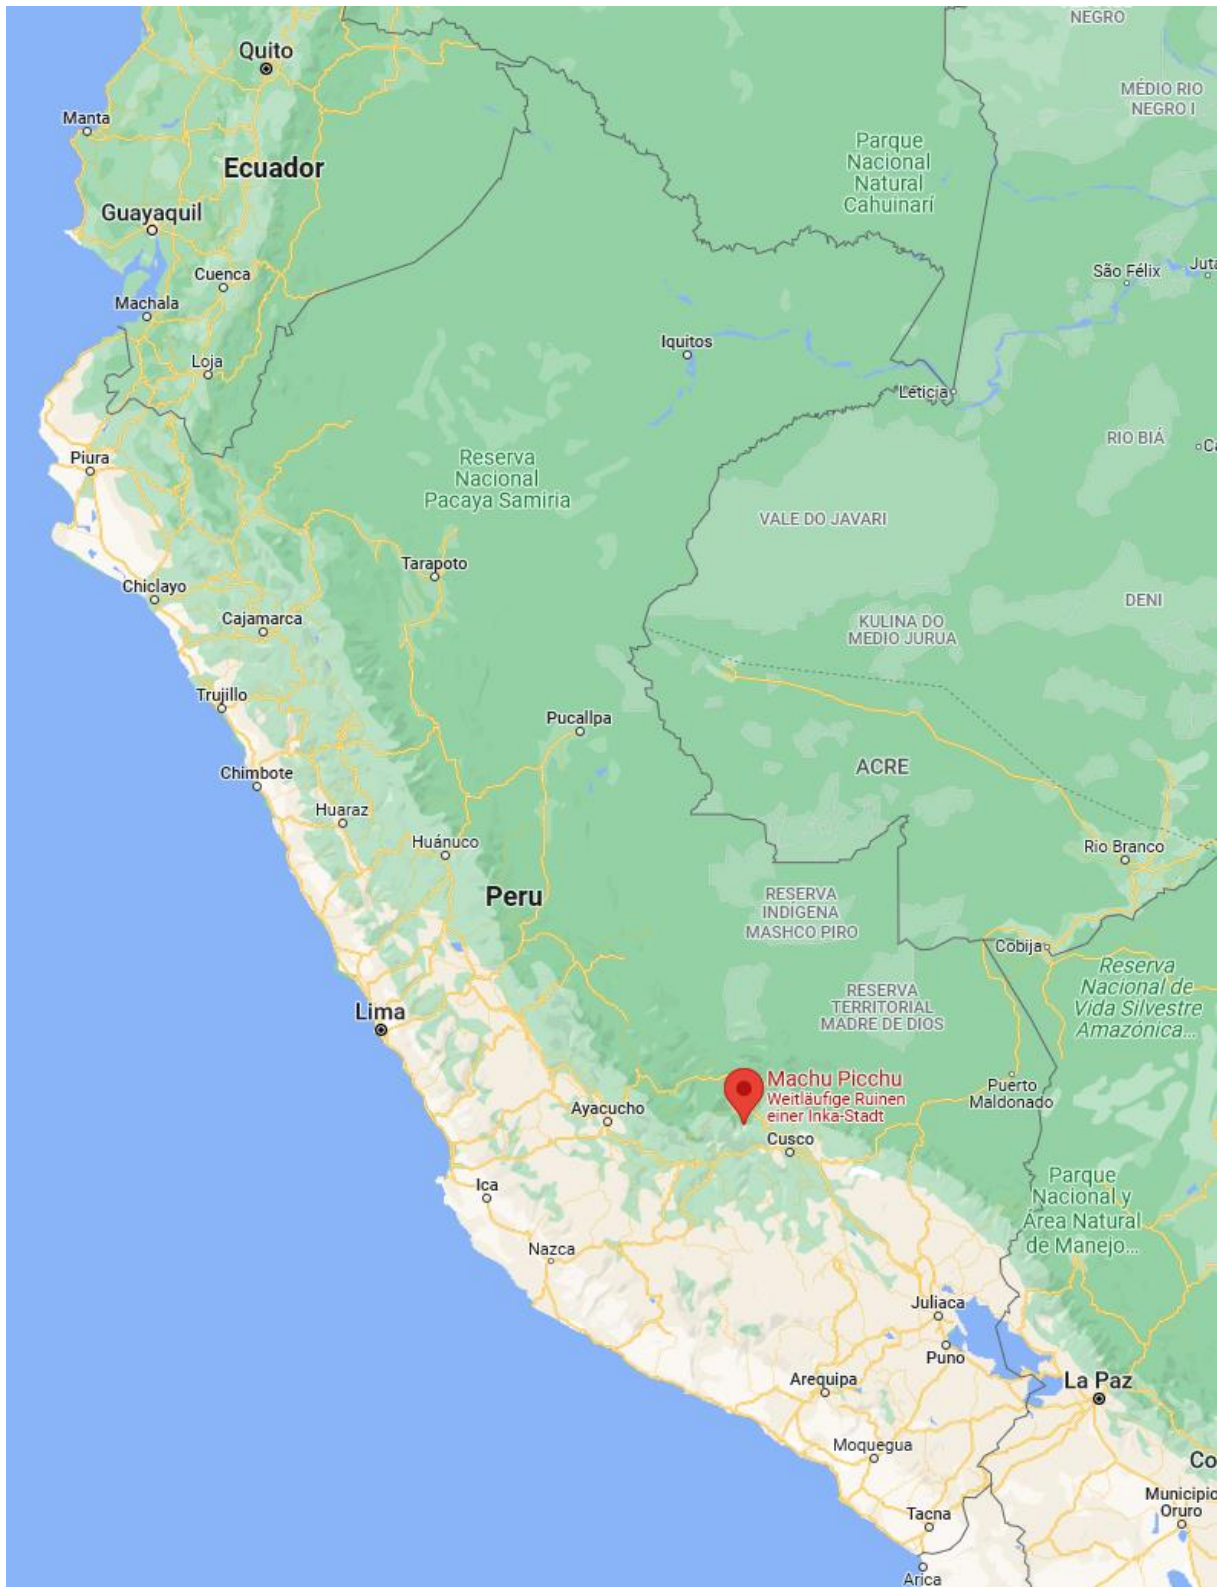 NEGRO
Quito
MÉDIO RIO
NEGRO I
Manta
Parque
Nacional
Natural
Cahuinarí
Ecuador
Guayaquil
São Félix
Cuenca
Machala
Iquitos
Loja
Leticia
RIO BIÁ
Piura
Reserva
Nacional
Pacaya Samiria
VALE DO JAVARI
Tarapoto
Chiclayo
DENI
Cajamarca
KULINA DO
MEDIO JURUA
Trujillo
Pucallpa
ACRE
Chimbote
Huaraz
Huánuco
Rio Branco
Peru
RESERVA
INDÍGENA
MASHCO PIRO
Cobija
Reserva
Nacional de
Vida Silvestre
Amazónica...
RESERVA
TERRITORIAL
MADRE DE DIOS
Lima
Machu Picchu
Weitläufige Ruinen
einer Inka-Stadt
Puerto
Maldonado
Ayacucho
Cusco
Parque
Nacional y
Área Natural
de Manejo...
Ica
Nazca
Juliaca
Puno
Arequipa
La Paz
Moquegua
Co
Municipio
Oruro
Tacna
Arica